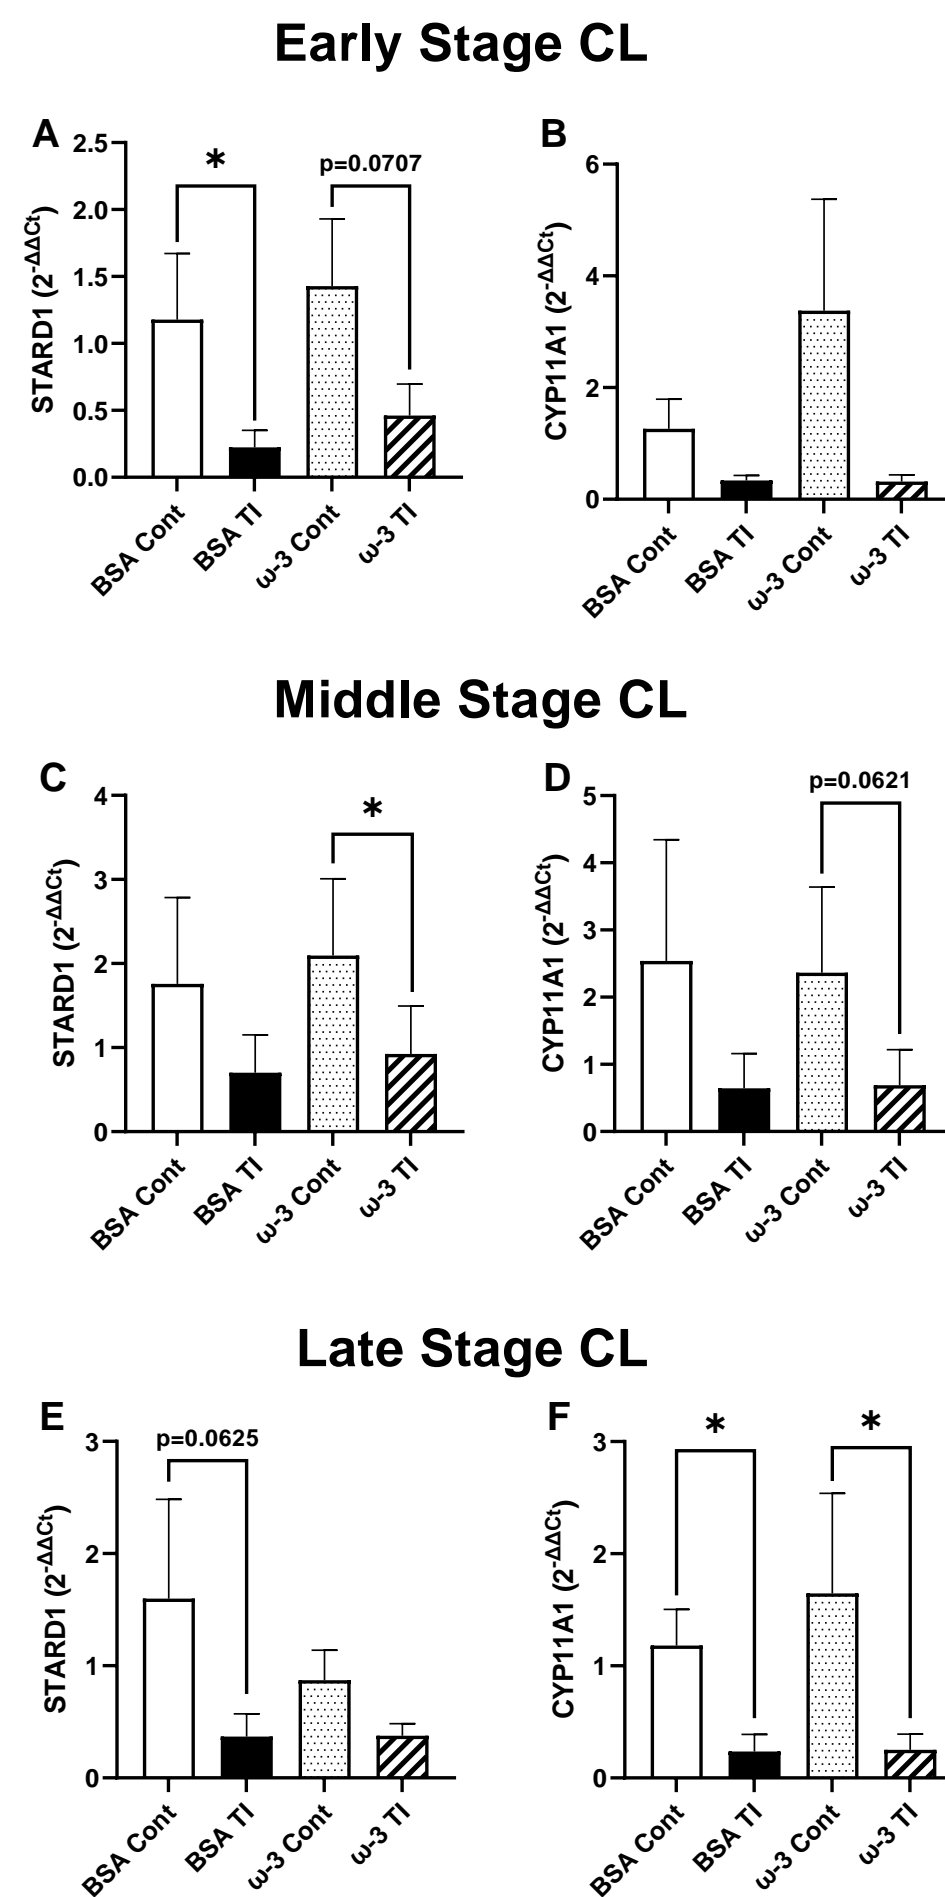 Early Stage CL
A
STARD1 (2^-ΔΔCt)
2.5
2.0
1.5
1.0
0.5
0.0
*
p=0.0707
BSA Cont
BSA TI
ω-3 Cont
ω-3 TI
B
CYP11A1 (2^-ΔΔCt)
6
4
2
0
BSA Cont
BSA TI
ω-3 Cont
ω-3 TI
Middle Stage CL
C
STARD1 (2^-ΔΔCt)
4
3
2
1
0
*
BSA Cont
BSA TI
ω-3 Cont
ω-3 TI
D
CYP11A1 (2^-ΔΔCt)
5
4
3
2
1
0
p=0.0621
BSA Cont
BSA TI
ω-3 Cont
ω-3 TI
Late Stage CL
E
STARD1 (2^-ΔΔCt)
3
2
1
0
p=0.0625
BSA Cont
BSA TI
ω-3 Cont
ω-3 TI
F
CYP11A1 (2^-ΔΔCt)
3
2
1
0
*
*
BSA Cont
BSA TI
ω-3 Cont
ω-3 TI